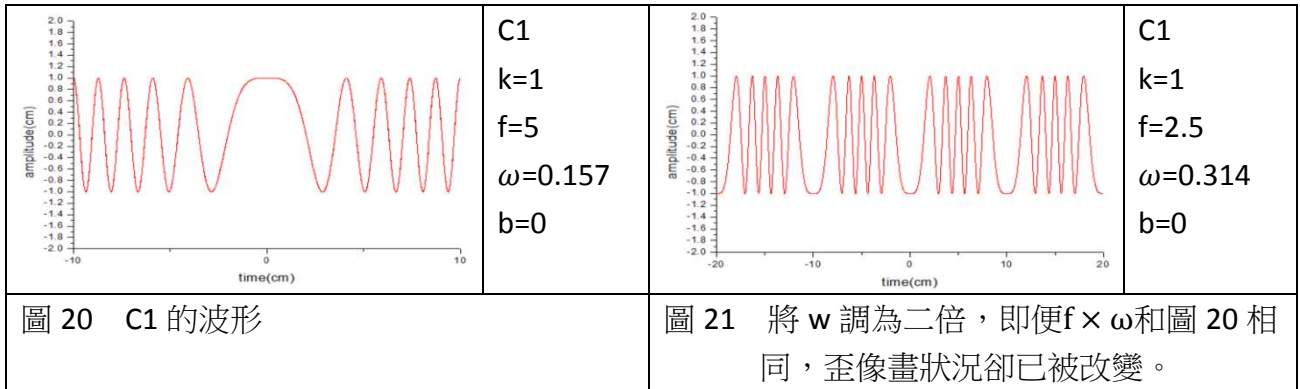 2.0
1.8
1.6
1.4
1.2
1.0
0.8
0.6
0.4
0.2
0.0
-0.2
-0.4
-0.6
-0.8
-1.0
-1.2
-1.4
-1.6
-1.8
-2.0
amplitude(cm)
-10
0
10
time(cm)
C1
k=1
f=5
𝜔=0.157
b=0
2.0
1.8
1.6
1.4
1.2
1.0
0.8
0.6
0.4
0.2
0.0
-0.2
-0.4
-0.6
-0.8
-1.0
-1.2
-1.4
-1.6
-1.8
-2.0
amplitude(cm)
-20
-10
0
10
20
time(cm)
C1
k=1
f=2.5
𝜔=0.314
b=0
圖 20 C1 的波形
圖 21 將 w 調為二倍，即便f × ω和圖 20 相
同，歪像畫狀況卻已被改變。